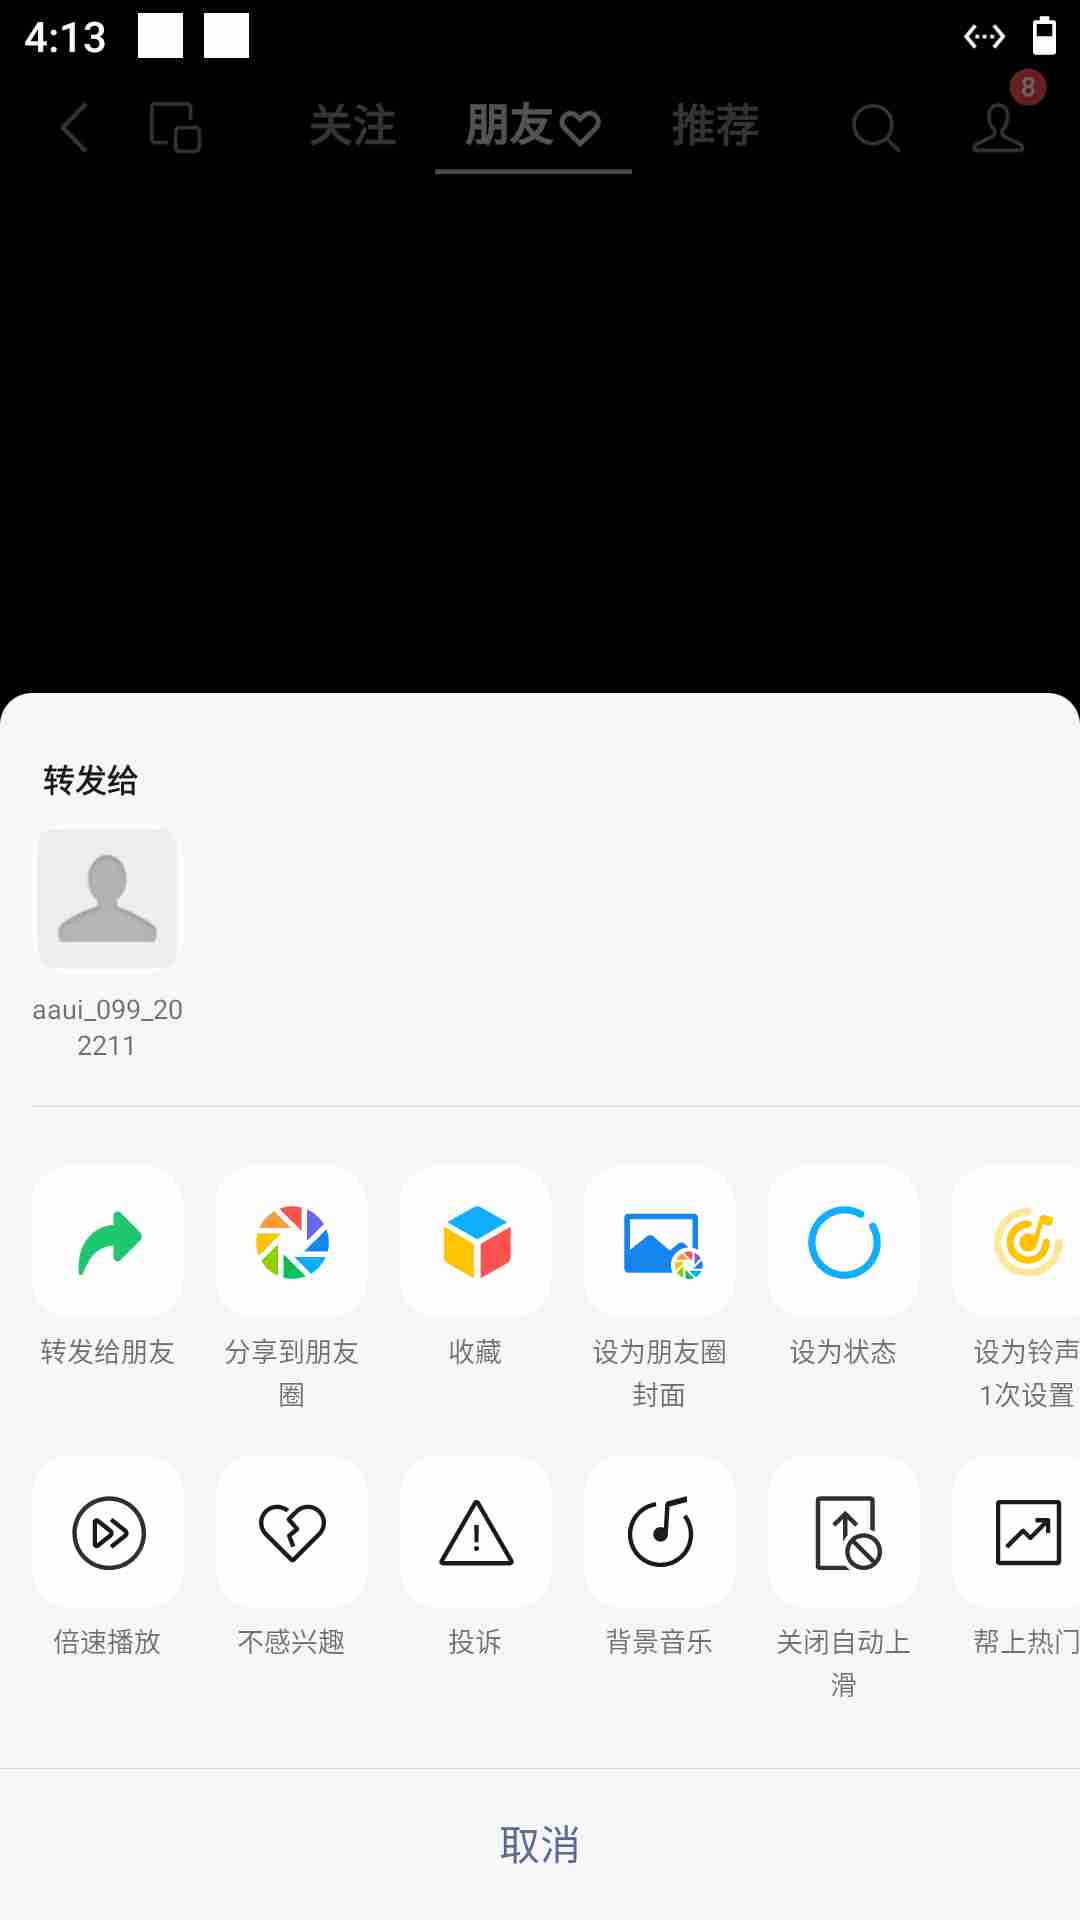 4:13
关注 朋友 推荐 8
转发给
aaui_099_20
2211
转发给朋友 分享到朋友 收藏 设为朋友圈 设为状态 设为铃声
圈 封面 1次设置
倍速播放 不感兴趣 投诉 背景音乐 关闭自动上 帮上热门
滑
取消